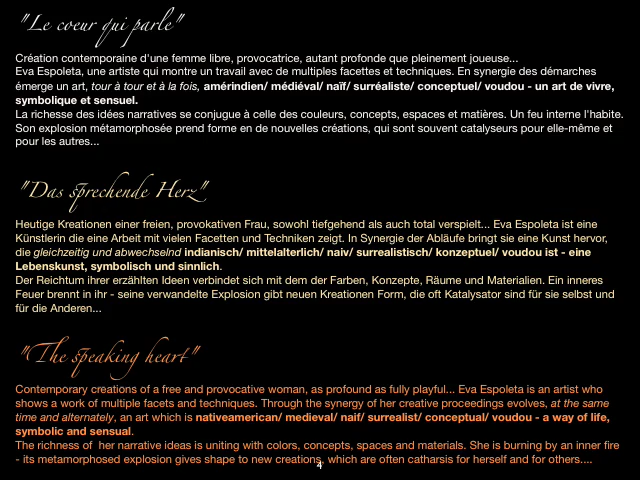 "Le coeur qui parle"
Création contemporaine d'une femme libre, provocatrice, autant profonde que pleinement joueuse...
Eva Espoleta, une artiste qui montre un travail avec de multiples facettes et techniques. En synergie des démarches
émerge un art, tour à tour et à la fois, amérindien/ médiéval/ naïf/ surréaliste/ conceptuel/ voudou - un art de vivre,
symbolique et sensuel.
La richesse des idées narratives se conjugue à celle des couleurs, concepts, espaces et matières. Un feu interne l'habite.
Son explosion métamorphosée prend forme en de nouvelles créations, qui sont souvent catalyseurs pour elle-même et
pour les autres...
"Das sprechende Herz"
Heutige Kreationen einer freien, provokativen Frau, sowohl tiefgehend als auch total verspielt... Eva Espoleta ist eine
Künstlerin die eine Arbeit mit vielen Facetten und Techniken zeigt. In Synergie der Abläufe bringt sie eine Kunst hervor,
die gleichzeitig und abwechselnd indianisch/ mittelalterlich/ naiv/ surrealistisch/ konzeptuel/ voudou ist - eine
Lebenskunst, symbolisch und sinnlich.
Der Reichtum ihrer erzählten Ideen verbindet sich mit dem der Farben, Konzepte, Räume und Materialien. Ein inneres
Feuer brennt in ihr - seine verwandelte Explosion gibt neuen Kreationen Form, die oft Katalysator sind für sie selbst und
für die Anderen...
"The speaking heart"
Contemporary creations of a free and provocative woman, as profound as fully playful... Eva Espoleta is an artist who
shows a work of multiple facets and techniques. Through the synergy of her creative proceedings evolves, at the same
time and alternately, an art which is nativeamerican/ medieval/ naif/ surrealist/ conceptual/ voudou - a way of life,
symbolic and sensual.
The richness of her narrative ideas is uniting with colors, concepts, spaces and materials. She is burning by an inner fire
- its metamorphosed explosion gives shape to new creations, which are often catharsis for herself and for others....
4